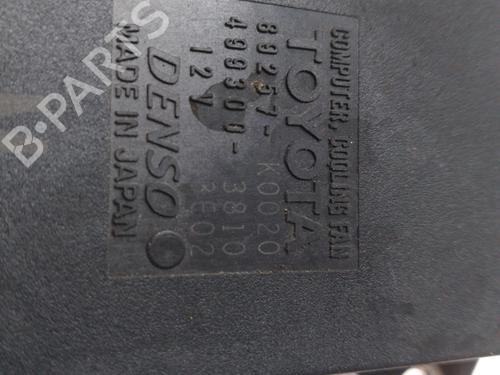 COMPUTER, COOLING FAN
TOYOTA
89257-K0020
499300-3810
12V
DENSO
MADE IN JAPAN
B-PARTS